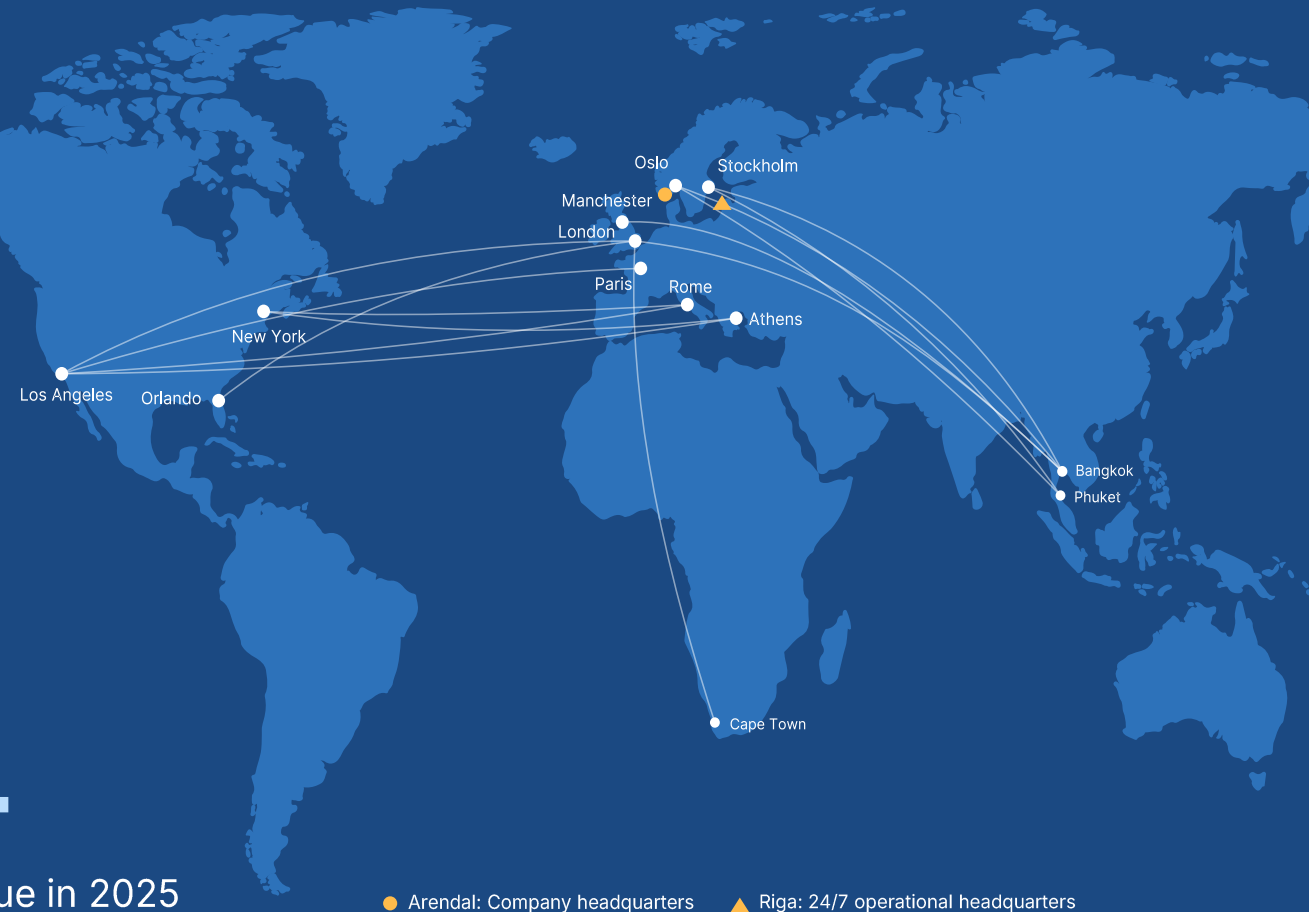 Oslo
Stockholm
Manchester
London
Paris
Rome
Athens
New York
Los Angeles
Orlando
Bangkok
Phuket
Cape Town
in 2025
Arendal: Company headquarters
Riga: 24/7 operational headquarters